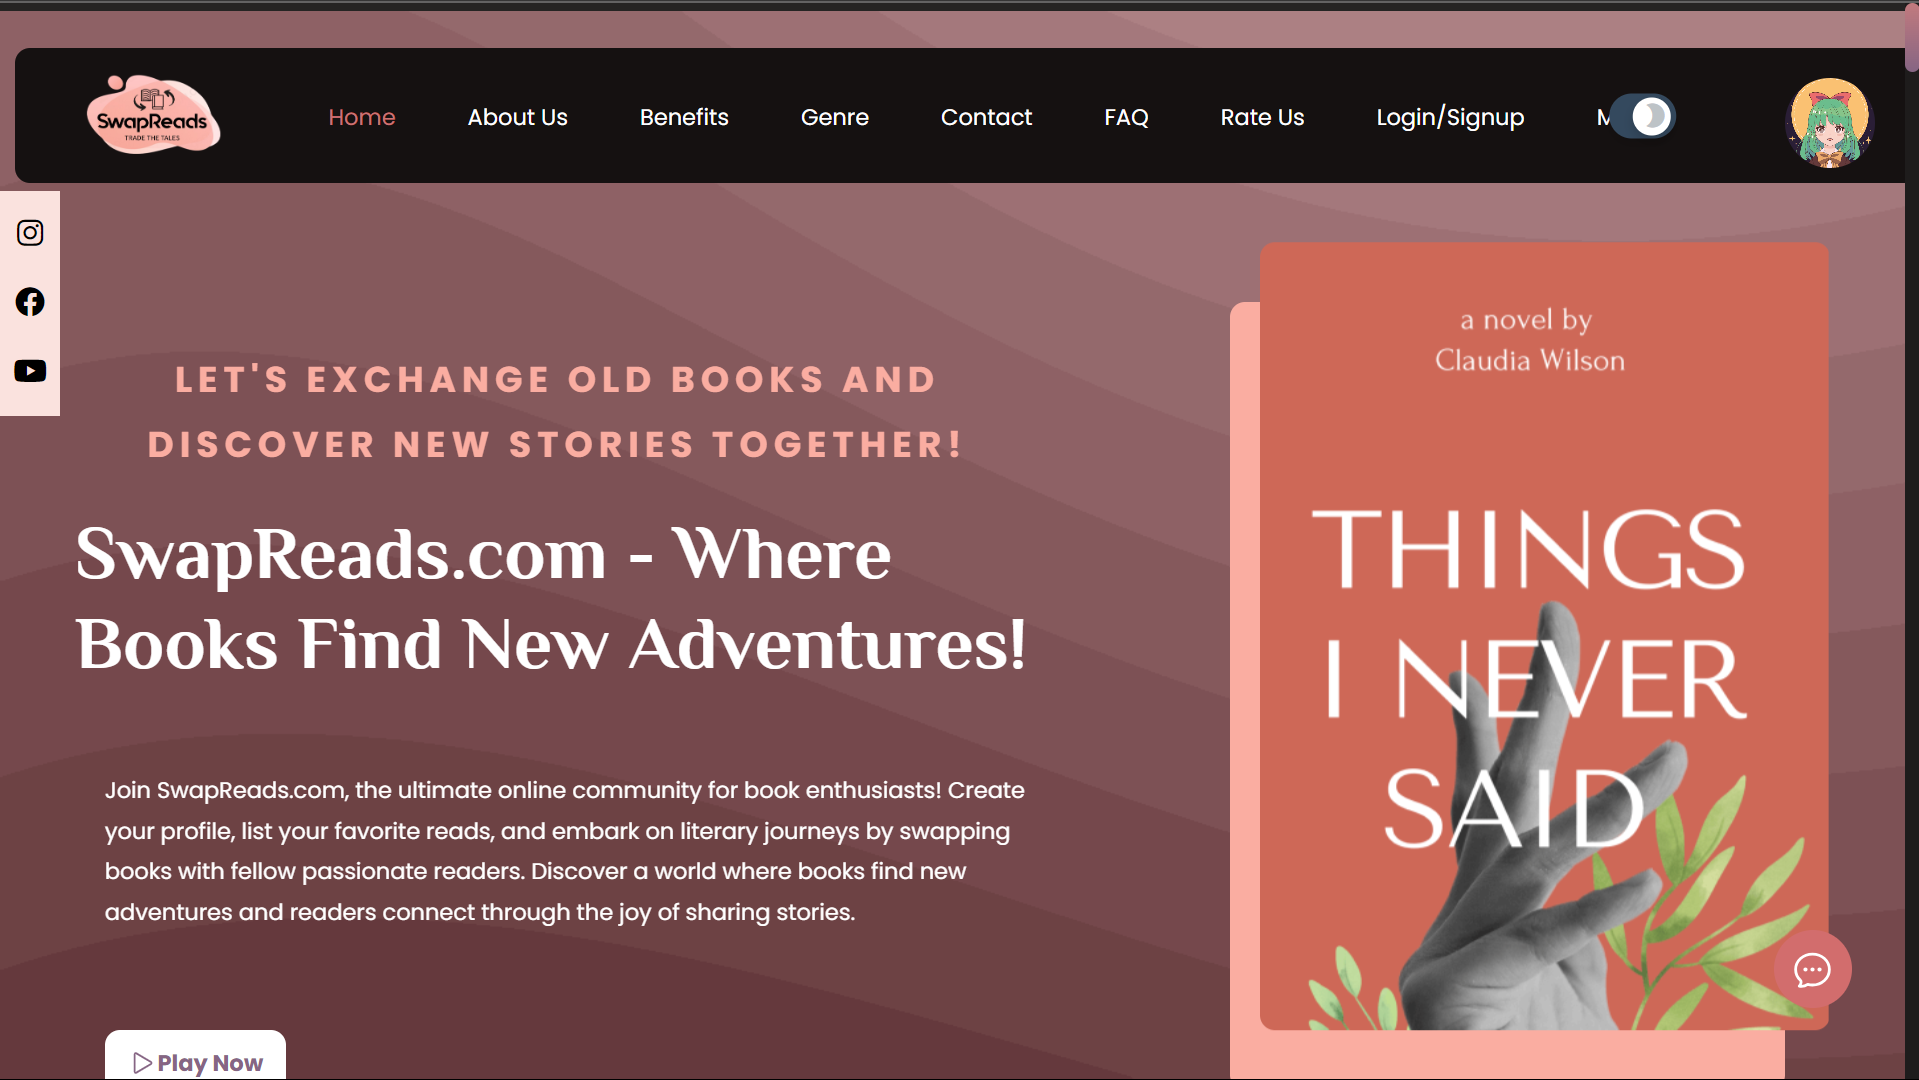 SwapReads
TRADE THE TALES
Home
About Us
Benefits
Genre
Contact
FAQ
Rate Us
Login/Signup
LET'S EXCHANGE OLD BOOKS AND
DISCOVER NEW STORIES TOGETHER!
SwapReads.com - Where
Books Find New Adventures!
Join SwapReads.com, the ultimate online community for book enthusiasts! Create
your profile, list your favorite reads, and embark on literary journeys by swapping
books with fellow passionate readers. Discover a world where books find new
adventures and readers connect through the joy of sharing stories.
Play Now
a novel by
Claudia Wilson
THINGS
I NEVER
SAID